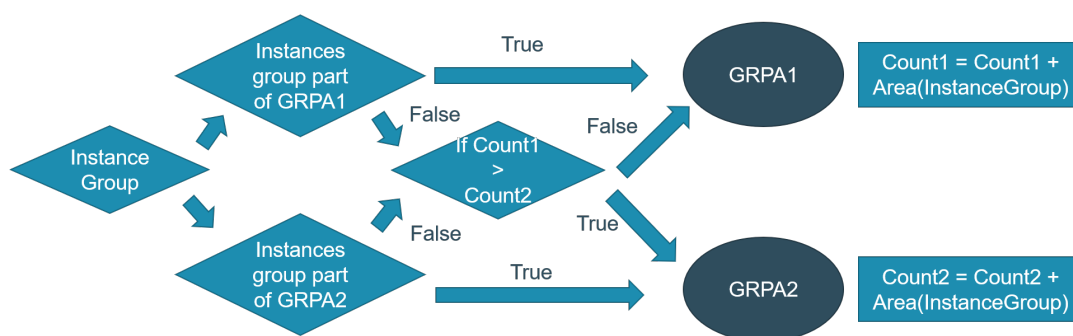 Instances
group part
of GRPA1
True
GRPA1
Count1 = Count1 +
Area(InstanceGroup)
False
False
Instance
Group
If Count1
>
Count2
False
True
Instances
group part
of GRPA2
True
GRPA2
Count2 = Count2 +
Area(InstanceGroup)